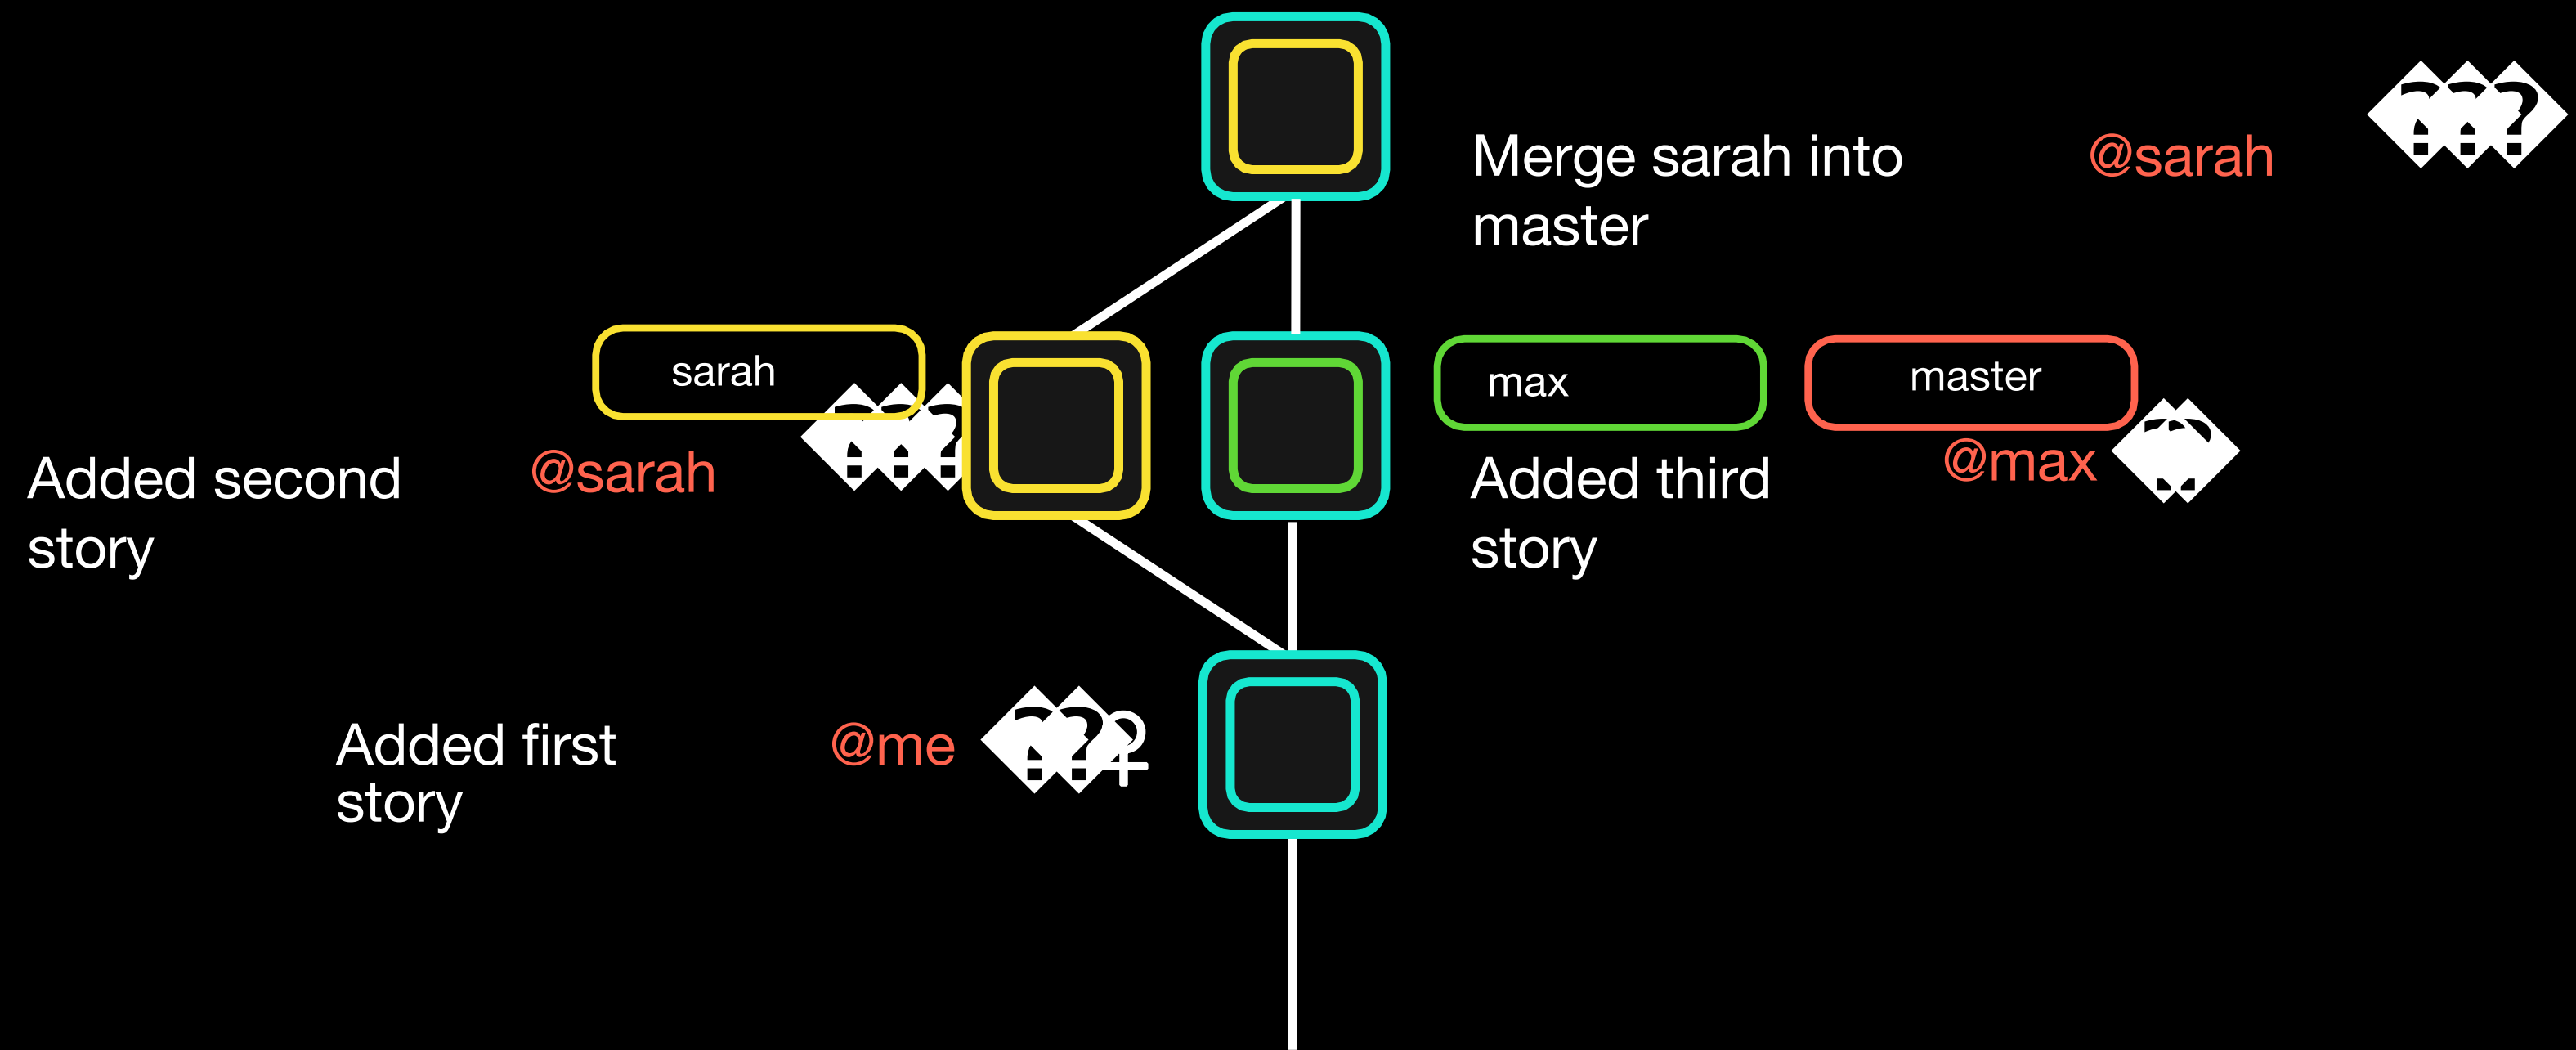 Merge sarah into
master
@sarah
���
sarah
max
master
Added second
story
@sarah
���
Added third
story
@max
��
Added first
story
@me
��♀